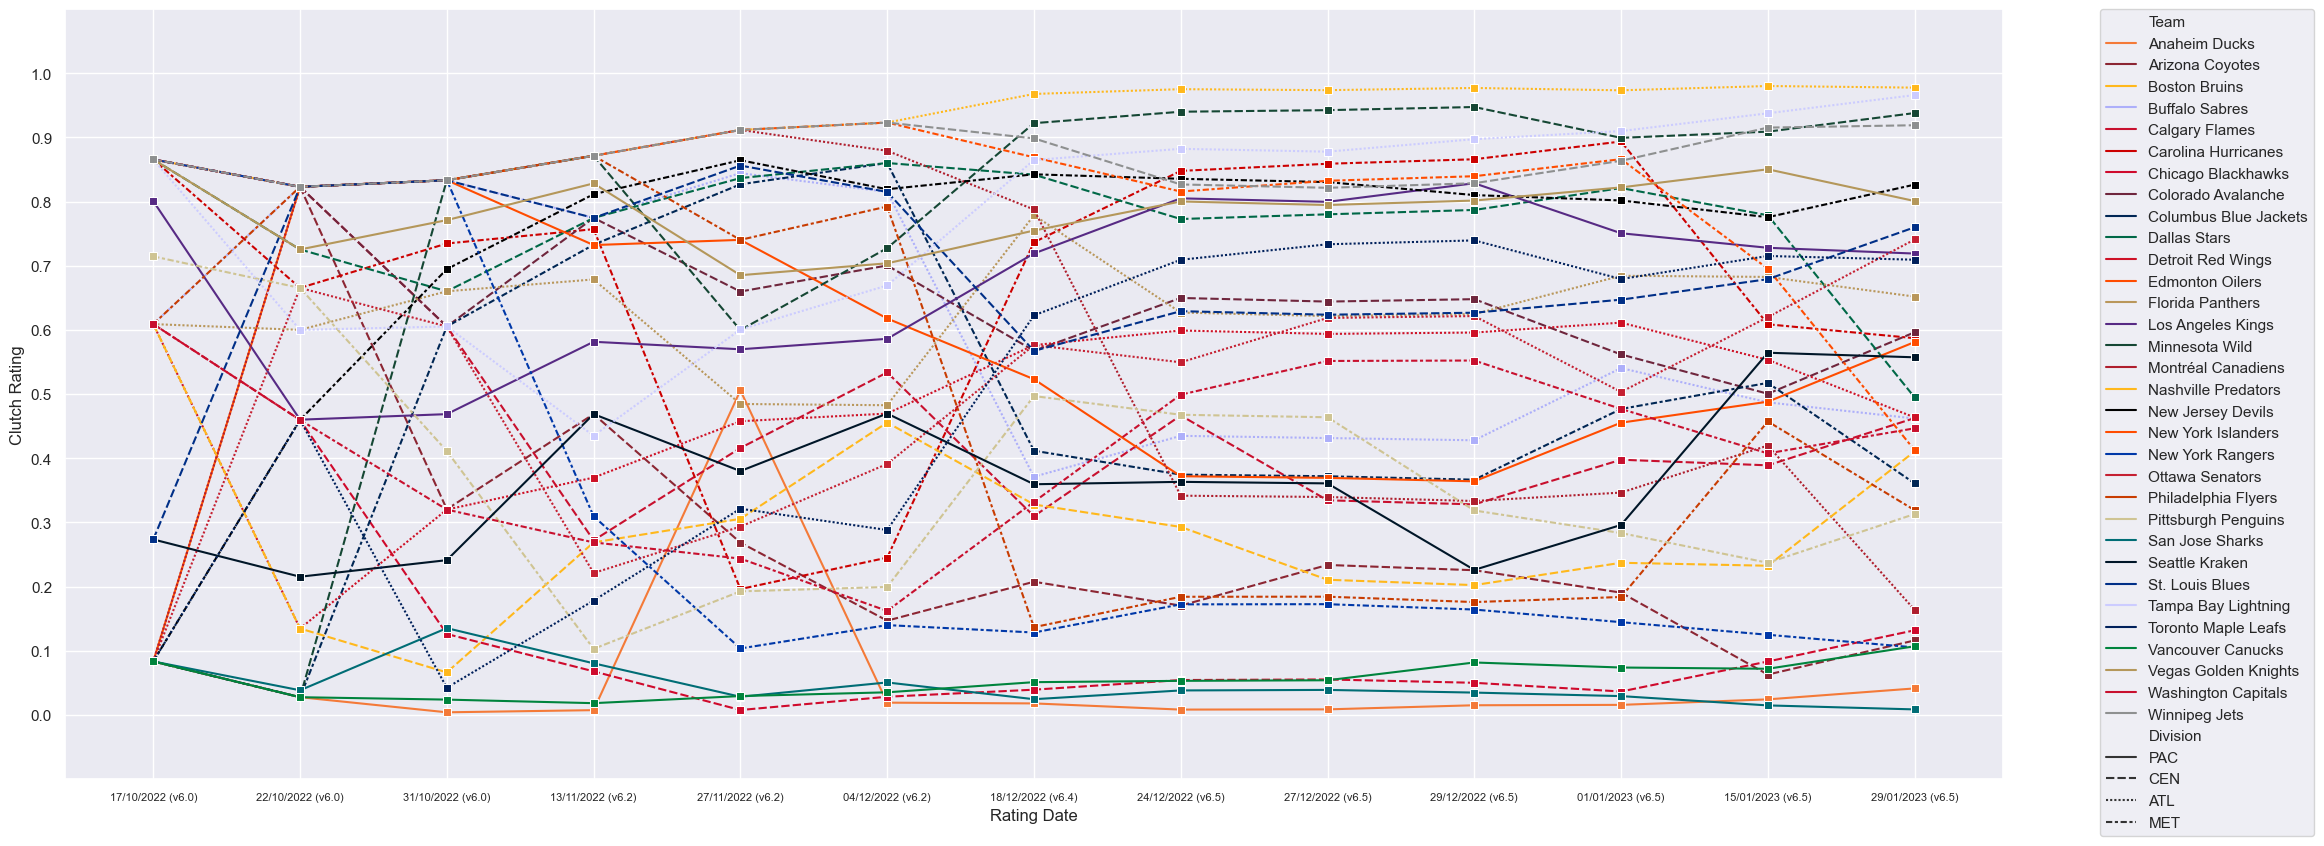 1.0
0.9
0.8
0.7
0.6
0.5
0.4
0.3
0.2
0.1
0.0
Clutch Rating
17/10/2022 (v6.0)
22/10/2022 (v6.0)
31/10/2022 (v6.0)
13/11/2022 (v6.2)
27/11/2022 (v6.2)
04/12/2022 (v6.2)
18/12/2022 (v6.4)
24/12/2022 (v6.5)
27/12/2022 (v6.5)
29/12/2022 (v6.5)
01/01/2023 (v6.5)
15/01/2023 (v6.5)
29/01/2023 (v6.5)
Rating Date
Team
Anaheim Ducks
Arizona Coyotes
Boston Bruins
Buffalo Sabres
Calgary Flames
Carolina Hurricanes
Chicago Blackhawks
Colorado Avalanche
Columbus Blue Jackets
Dallas Stars
Detroit Red Wings
Edmonton Oilers
Florida Panthers
Los Angeles Kings
Minnesota Wild
Montréal Canadiens
Nashville Predators
New Jersey Devils
New York Islanders
New York Rangers
Ottawa Senators
Philadelphia Flyers
Pittsburgh Penguins
San Jose Sharks
Seattle Kraken
St. Louis Blues
Tampa Bay Lightning
Toronto Maple Leafs
Vancouver Canucks
Vegas Golden Knights
Washington Capitals
Winnipeg Jets
Division
PAC
CEN
ATL
MET